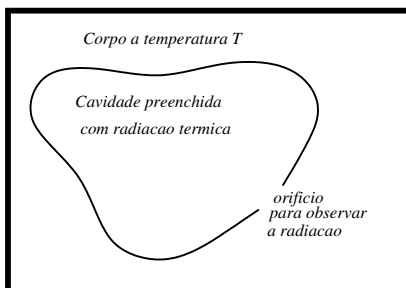 Corpo a temperatura T
Cavidade preenchida
com radiacao termica
orificio
para observar
a radiacao